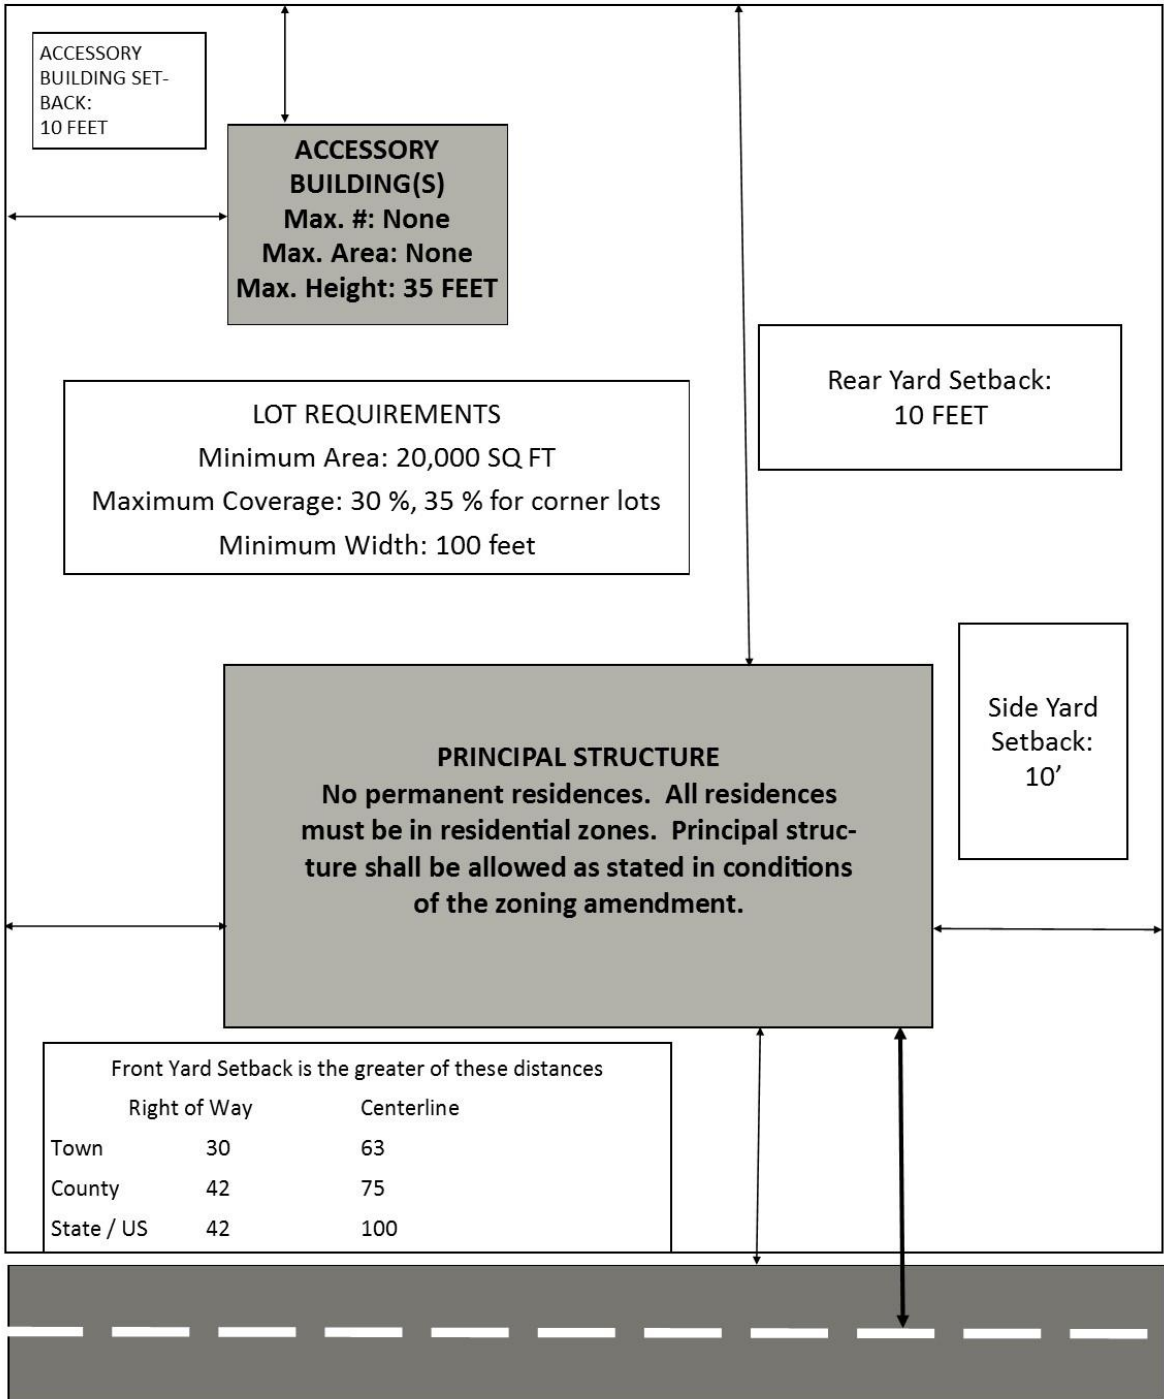 ACCESSORY
BUILDING SET-
BACK:
10 FEET
ACCESSORY
BUILDING(S)
Max. #: None
Max. Area: None
Max. Height: 35 FEET
Rear Yard Setback:
10 FEET
LOT REQUIREMENTS
Minimum Area: 20,000 SQ FT
Maximum Coverage: 30 %, 35 % for corner lots
Minimum Width: 100 feet
Side Yard
Setback:
10’
PRINCIPAL STRUCTURE
No permanent residences.  All residences
must be in residential zones.  Principal struc-
ture shall be allowed as stated in conditions
of the zoning amendment.
Front Yard Setback is the greater of these distances
Right of Way Centerline
Town 30 63
County 42 75
State / US 42 100